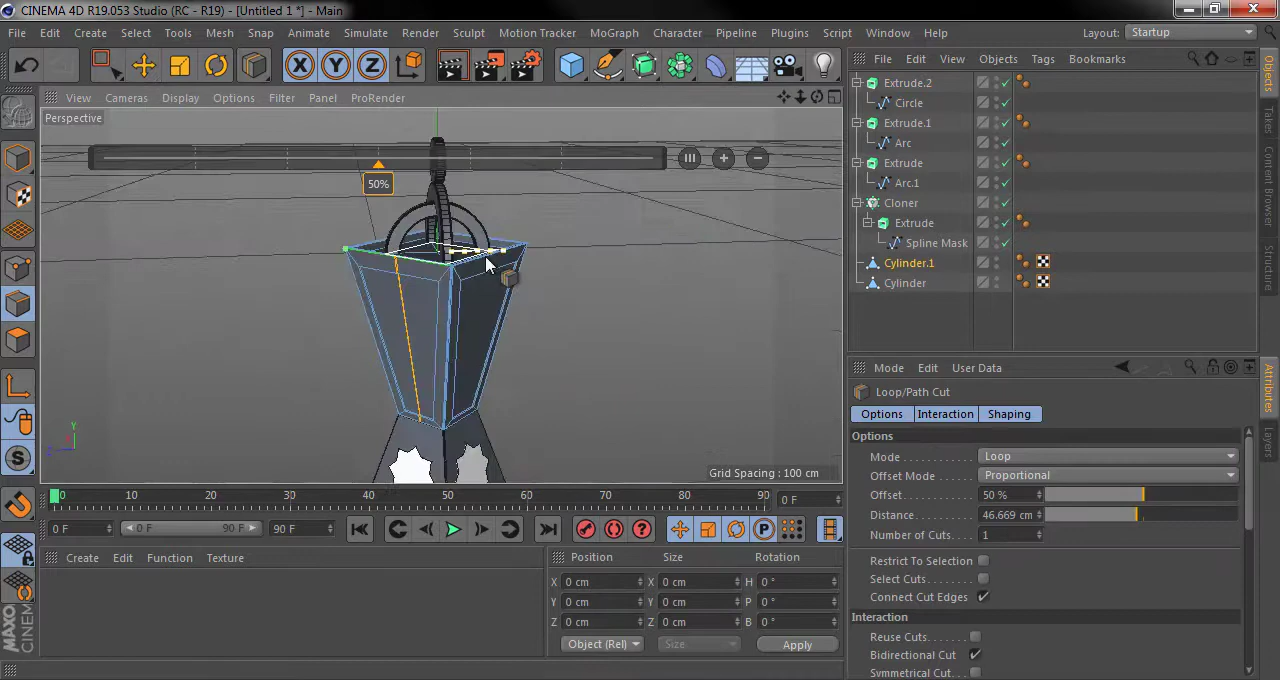 CINEMA 4D R19.053 Studio (RC - R19) - [Untitled 1 *] - Main
File Edit Create Select Tools Mesh Snap Animate Simulate Render Sculpt Motion Tracker MoGraph Character Pipeline Plugins Script Window Help Layout: Startup
X Y Z
File Edit View Objects Tags Bookmarks
Extrude.2
Circle
Extrude.1
Arc
Extrude
Arc.1
Cloner
Extrude
Spline Mask
Cylinder.1
Cylinder
Objects
Takes
Content Browser
Structure
View Cameras Display Options Filter Panel ProRender
Perspective
50%
Y
Z
Grid Spacing : 100 cm
S
0 10 20 30 40 50 60 70 80 90 0 F
0 F 0 F 90 F 90 F
P
Create Edit Function Texture
Position Size Rotation
X 0 cm X 0 cm H 0 °
Y 0 cm Y 0 cm P 0 °
Z 0 cm Z 0 cm B 0 °
Object (Rel) Size Apply
Mode Edit User Data
Loop/Path Cut
Options Interaction Shaping
Options
Mode Loop
Offset Mode Proportional
Offset 50 %
Distance 46.669 cm
Number of Cuts 1
Restrict To Selection
Select Cuts
Connect Cut Edges
Interaction
Reuse Cuts
Bidirectional Cut
Symmetrical Cut
Attributes
Layers